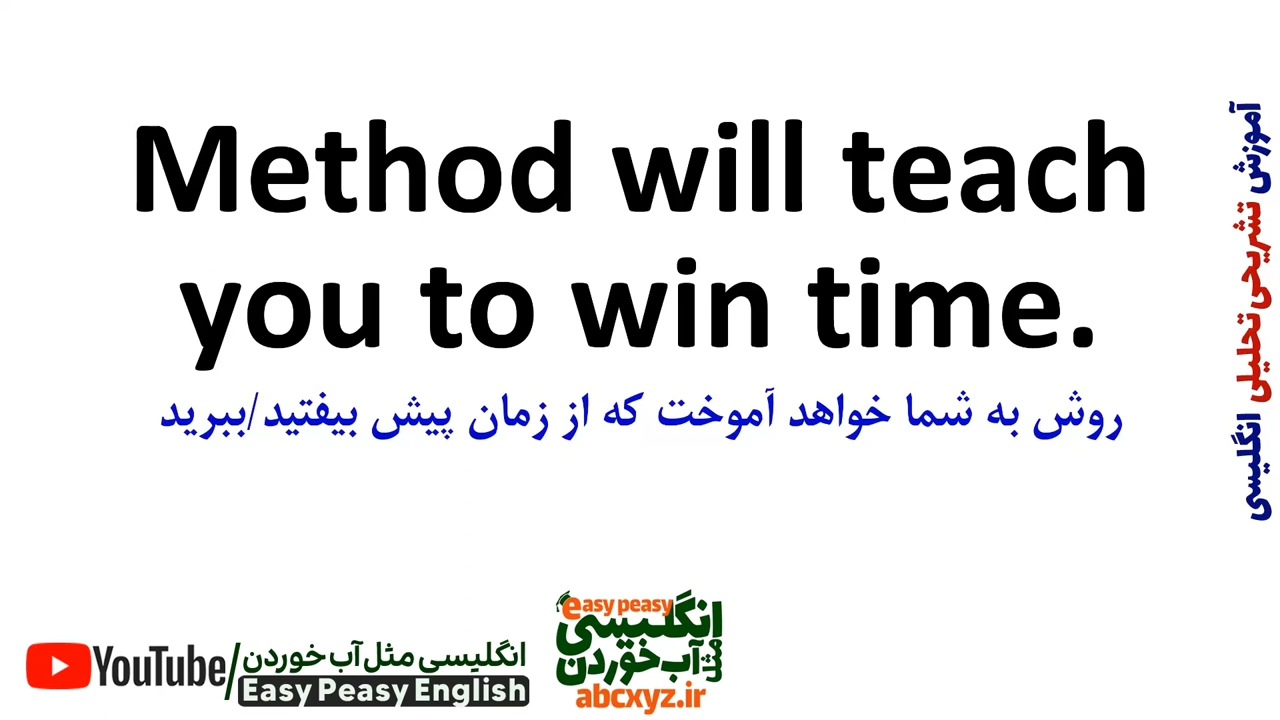 Method will teach
you to win time.
روش به شما خواهد آموخت که از زمان پیش بیفتید/ببرید
آموزش تشریحی تحلیلی انگلیسی
YouTube/انگلیسی مثل آب خوردن
Easy Peasy English
easy peasy
انگلیسی
مثل
آب خوردن
abcxyz.ir